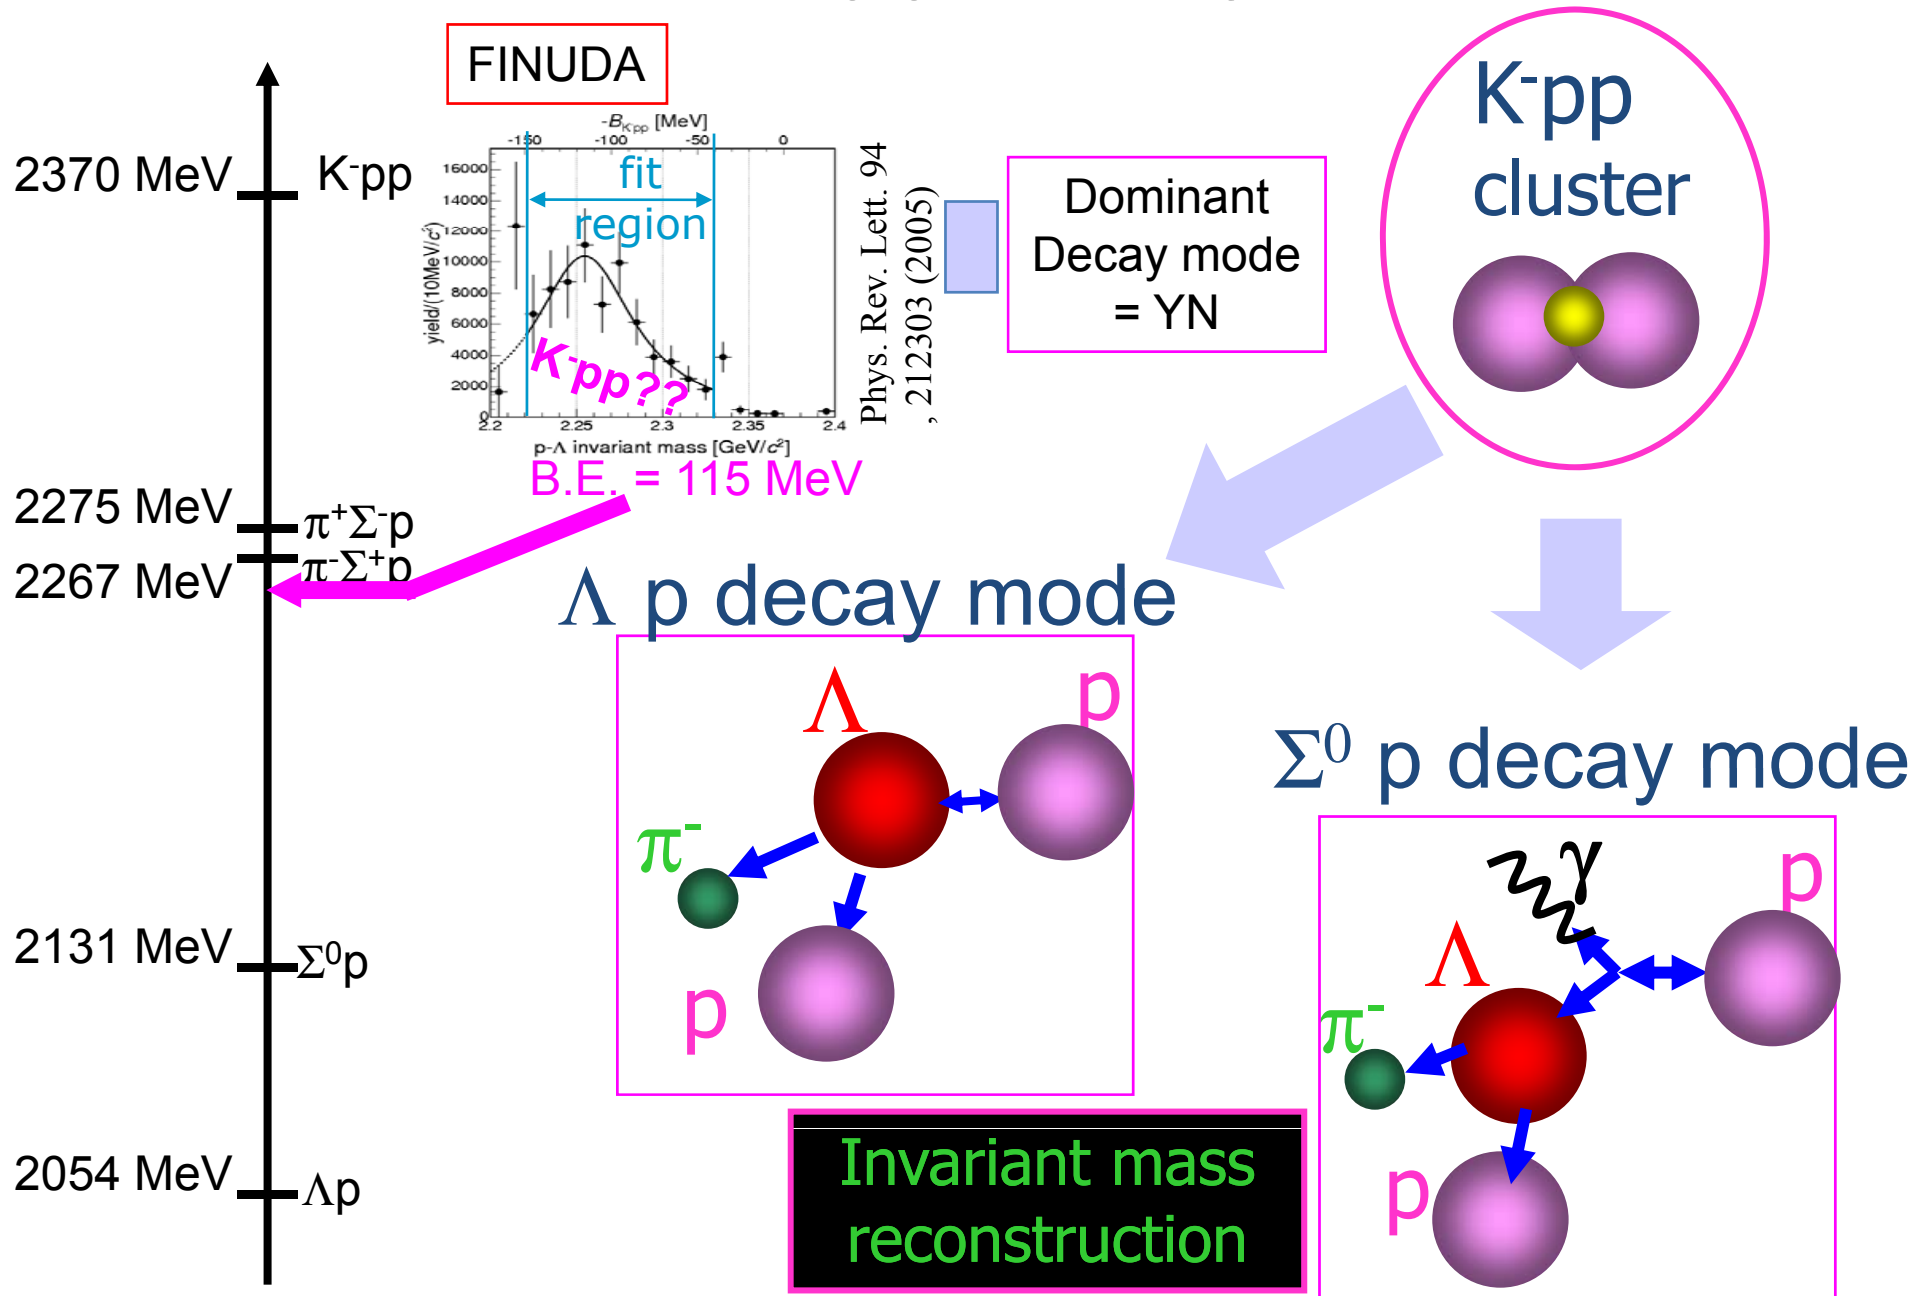 FINUDA
2370 MeV
K⁻pp
-B_K⁻pp [MeV]
-150 -100 -50 0
fit
region
16000
14000
12000
10000
8000
6000
4000
2000
0
yield/(10MeV/c²)
K⁻pp??
2.2 2.25 2.3 2.35 2.4
p-Λ invariant mass [GeV/c²]
B.E. = 115 MeV
Phys. Rev. Lett. 94
, 212303 (2005)
Dominant
Decay mode
= YN
K⁻pp
cluster
2275 MeV
π⁺Σ⁻p
π⁻Σ⁺p
2267 MeV
Λ p decay mode
Λ
p
π⁻
p
Σ⁰ p decay mode
γ
p
Λ
π⁻
p
2131 MeV
Σ⁰p
2054 MeV
Λp
Invariant mass
reconstruction